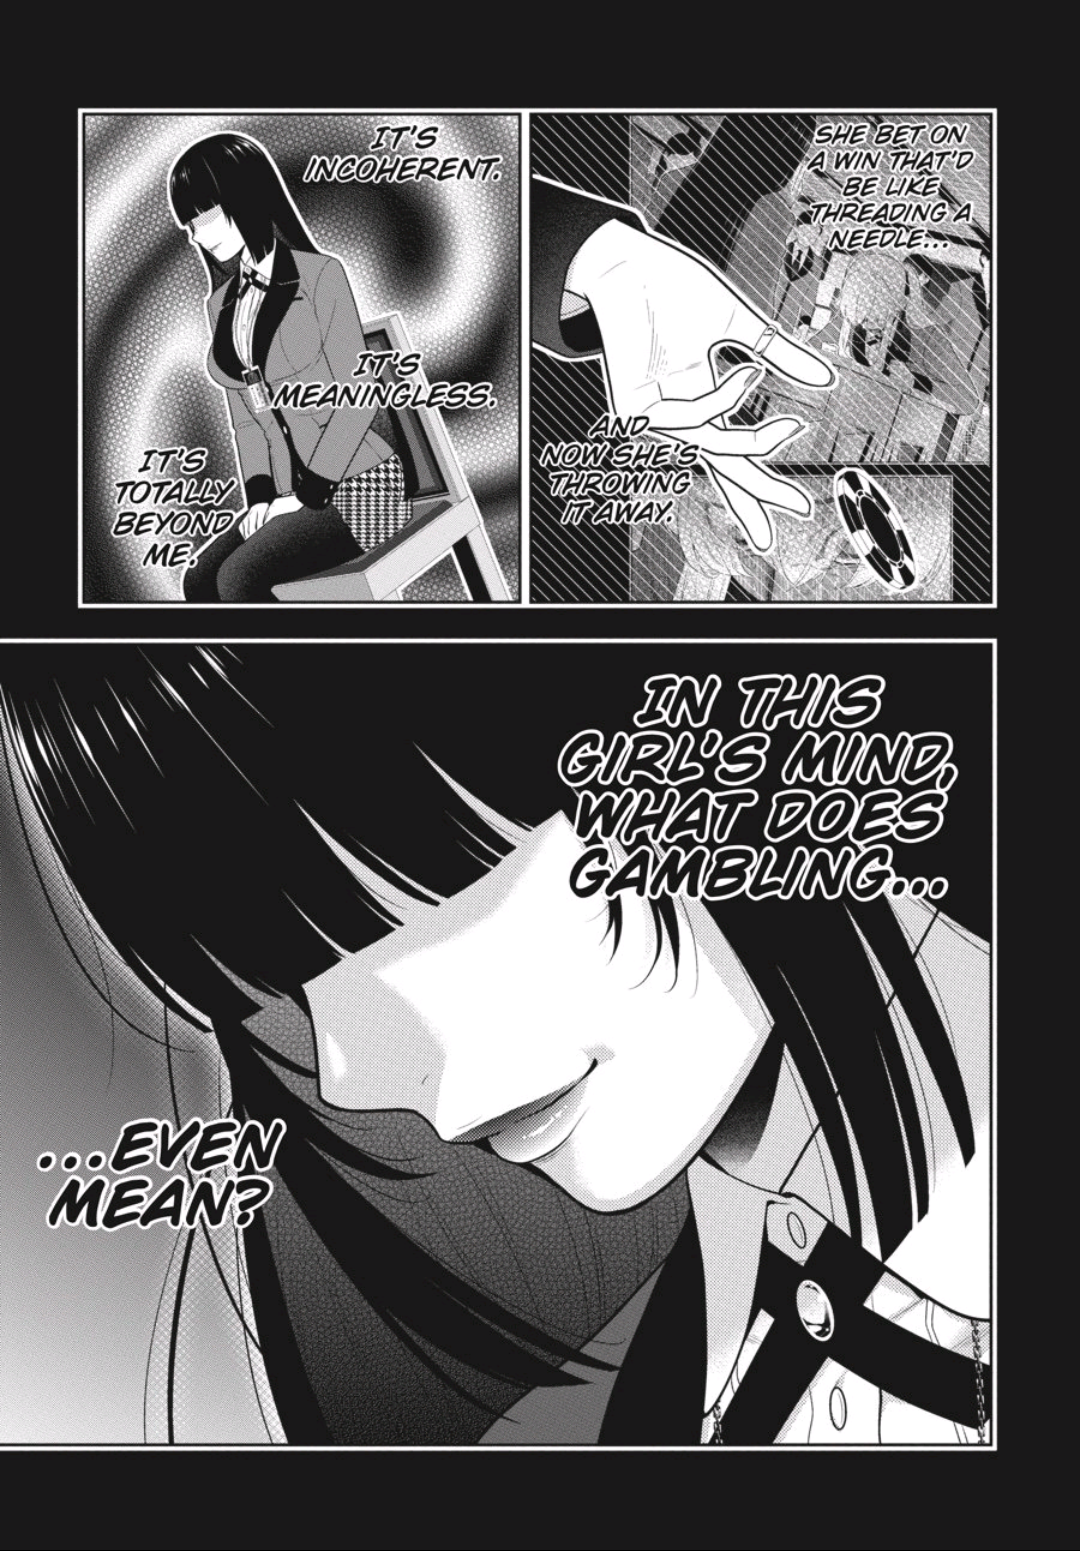 SHE BET ON
A WIN THAT'D
BE LIKE
THREADING A
NEEDLE...
AND
NOW SHE'S
THROWING
IT AWAY.
IT'S
INCOHERENT.
IT'S
MEANINGLESS.
IT'S
TOTALLY
BEYOND
ME.
IN THIS
GIRL'S MIND,
WHAT DOES
GAMBLING...
...EVEN
MEAN?